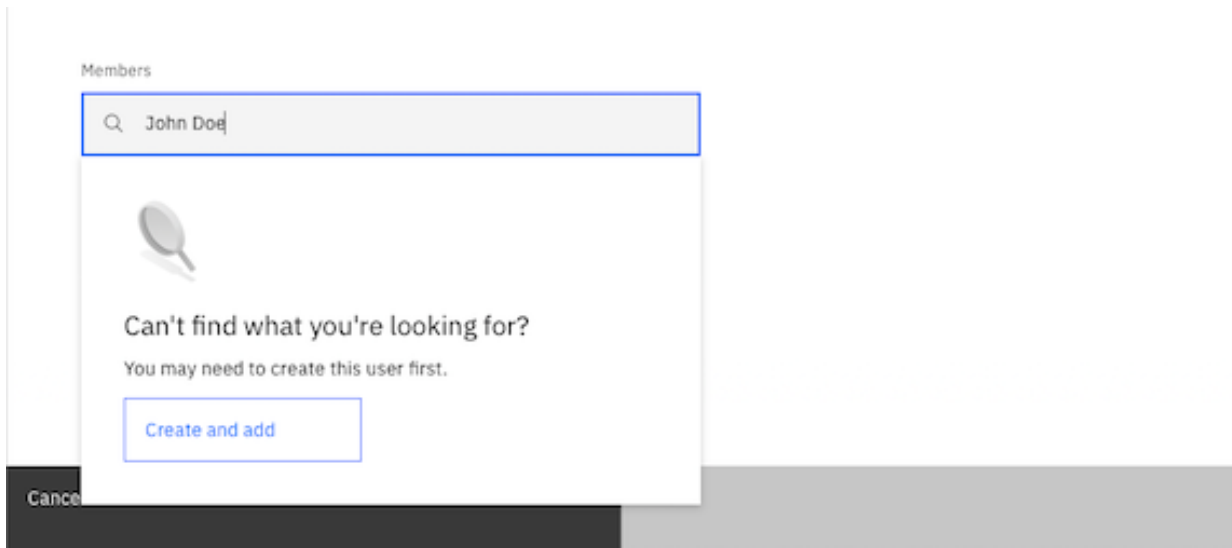 Members
John Doe
Can't find what you're looking for?
You may need to create this user first.
Create and add
Cance